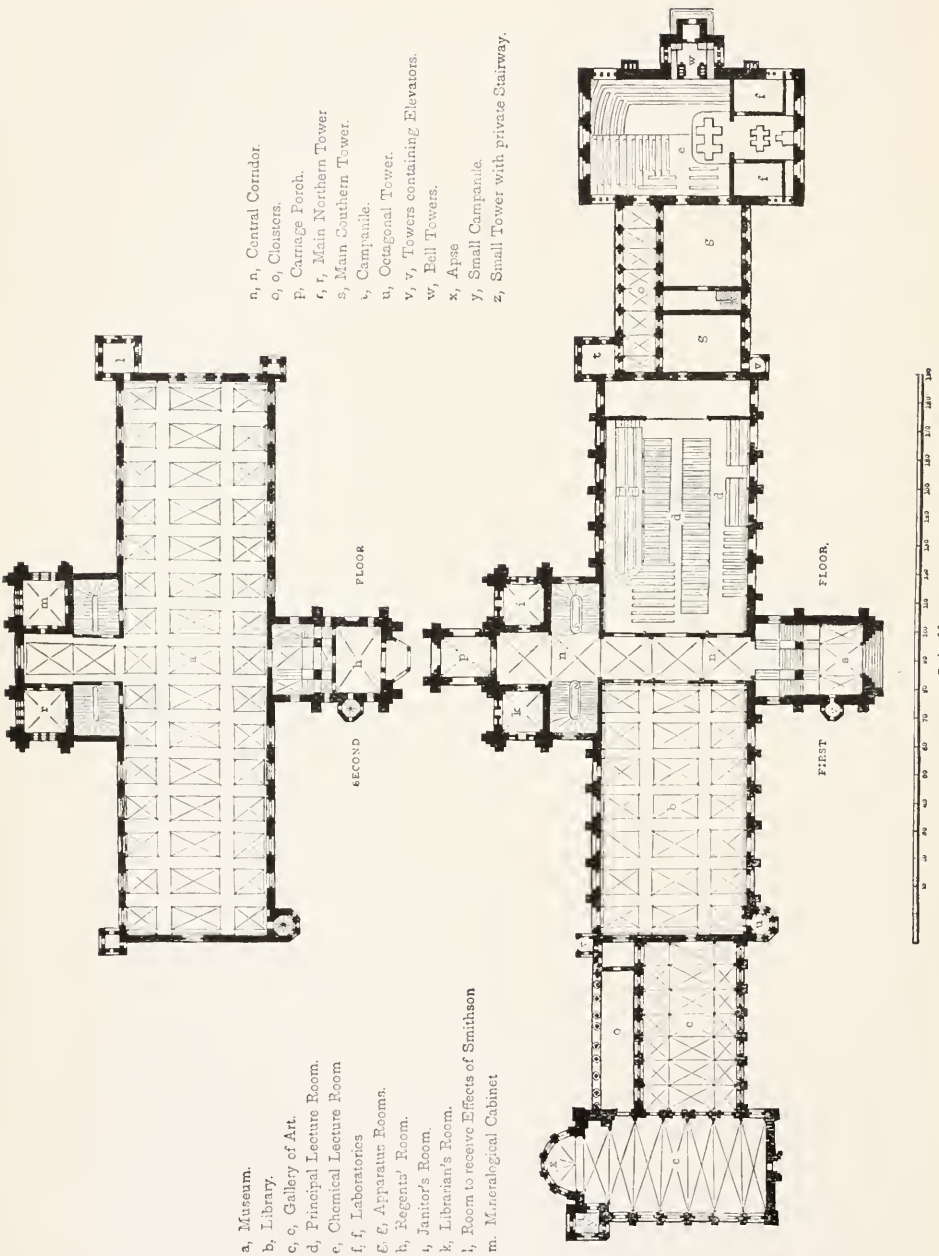 a, Museum.
b, Library.
c, c, Gallery of Art.
d, Principal Lecture Room.
e, Chemical Lecture Room
f, f, Laboratories
g, g, Apparatus Rooms.
h, Regents' Room.
i, Janitor's Room.
k, Librarian's Room.
l, Room to receive Effects of Smithson
m. Mineralogical Cabinet
n, n, Central Corridor.
o, o, Cloisters.
p, Carriage Porch.
r, r, Main Northern Tower
s, Main Southern Tower.
t, Campanile.
u, Octagonal Tower.
v, v, Towers containing Elevators.
w, Bell Towers.
x, Apse
y, Small Campanile.
z, Small Tower with private Stairway.
SECOND FLOOR
r
m
l
a
h
FIRST FLOOR.
p
k
i
n
n
s
b
d
d
t
u
v
o
c
c
x
o
g
g
e
f
f
w